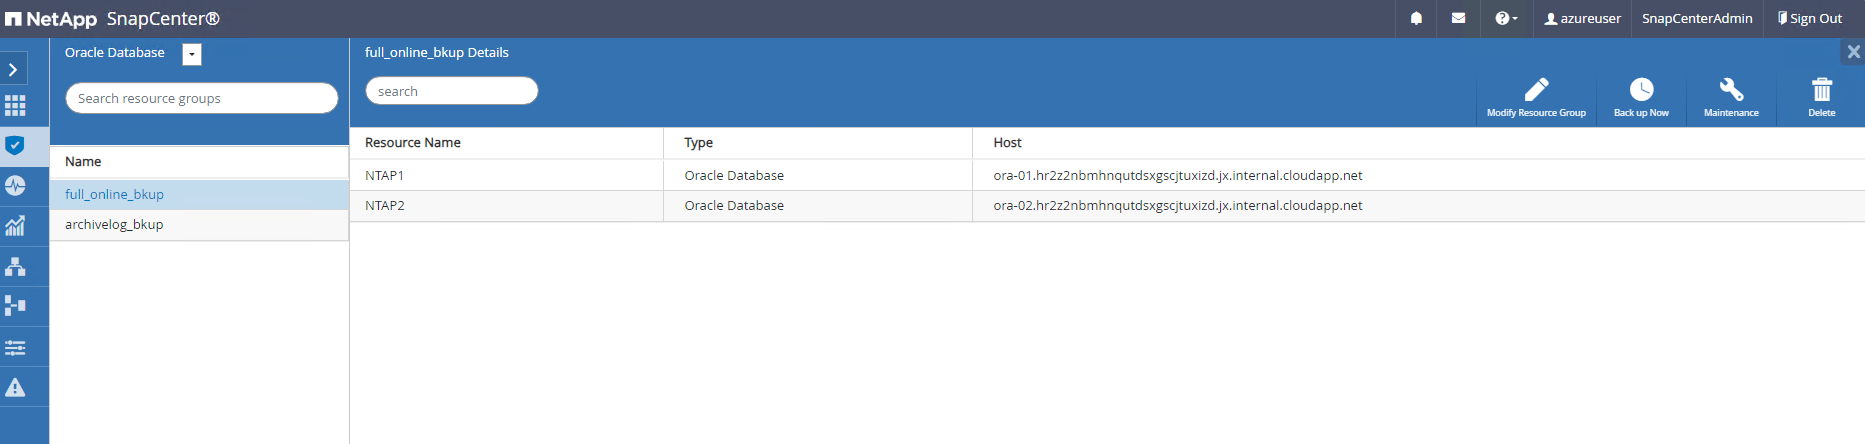 NetApp SnapCenter®
azureuser SnapCenterAdmin Sign Out
Oracle Database
Search resource groups
Name
full_online_bkup
archivelog_bkup
full_online_bkup Details
search
Modify Resource Group Back up Now Maintenance Delete
Resource Name Type Host
NTAP1 Oracle Database ora-01.hr2z2nbmhnqutdsxgscjtuxizd.jx.internal.cloudapp.net
NTAP2 Oracle Database ora-02.hr2z2nbmhnqutdsxgscjtuxizd.jx.internal.cloudapp.net